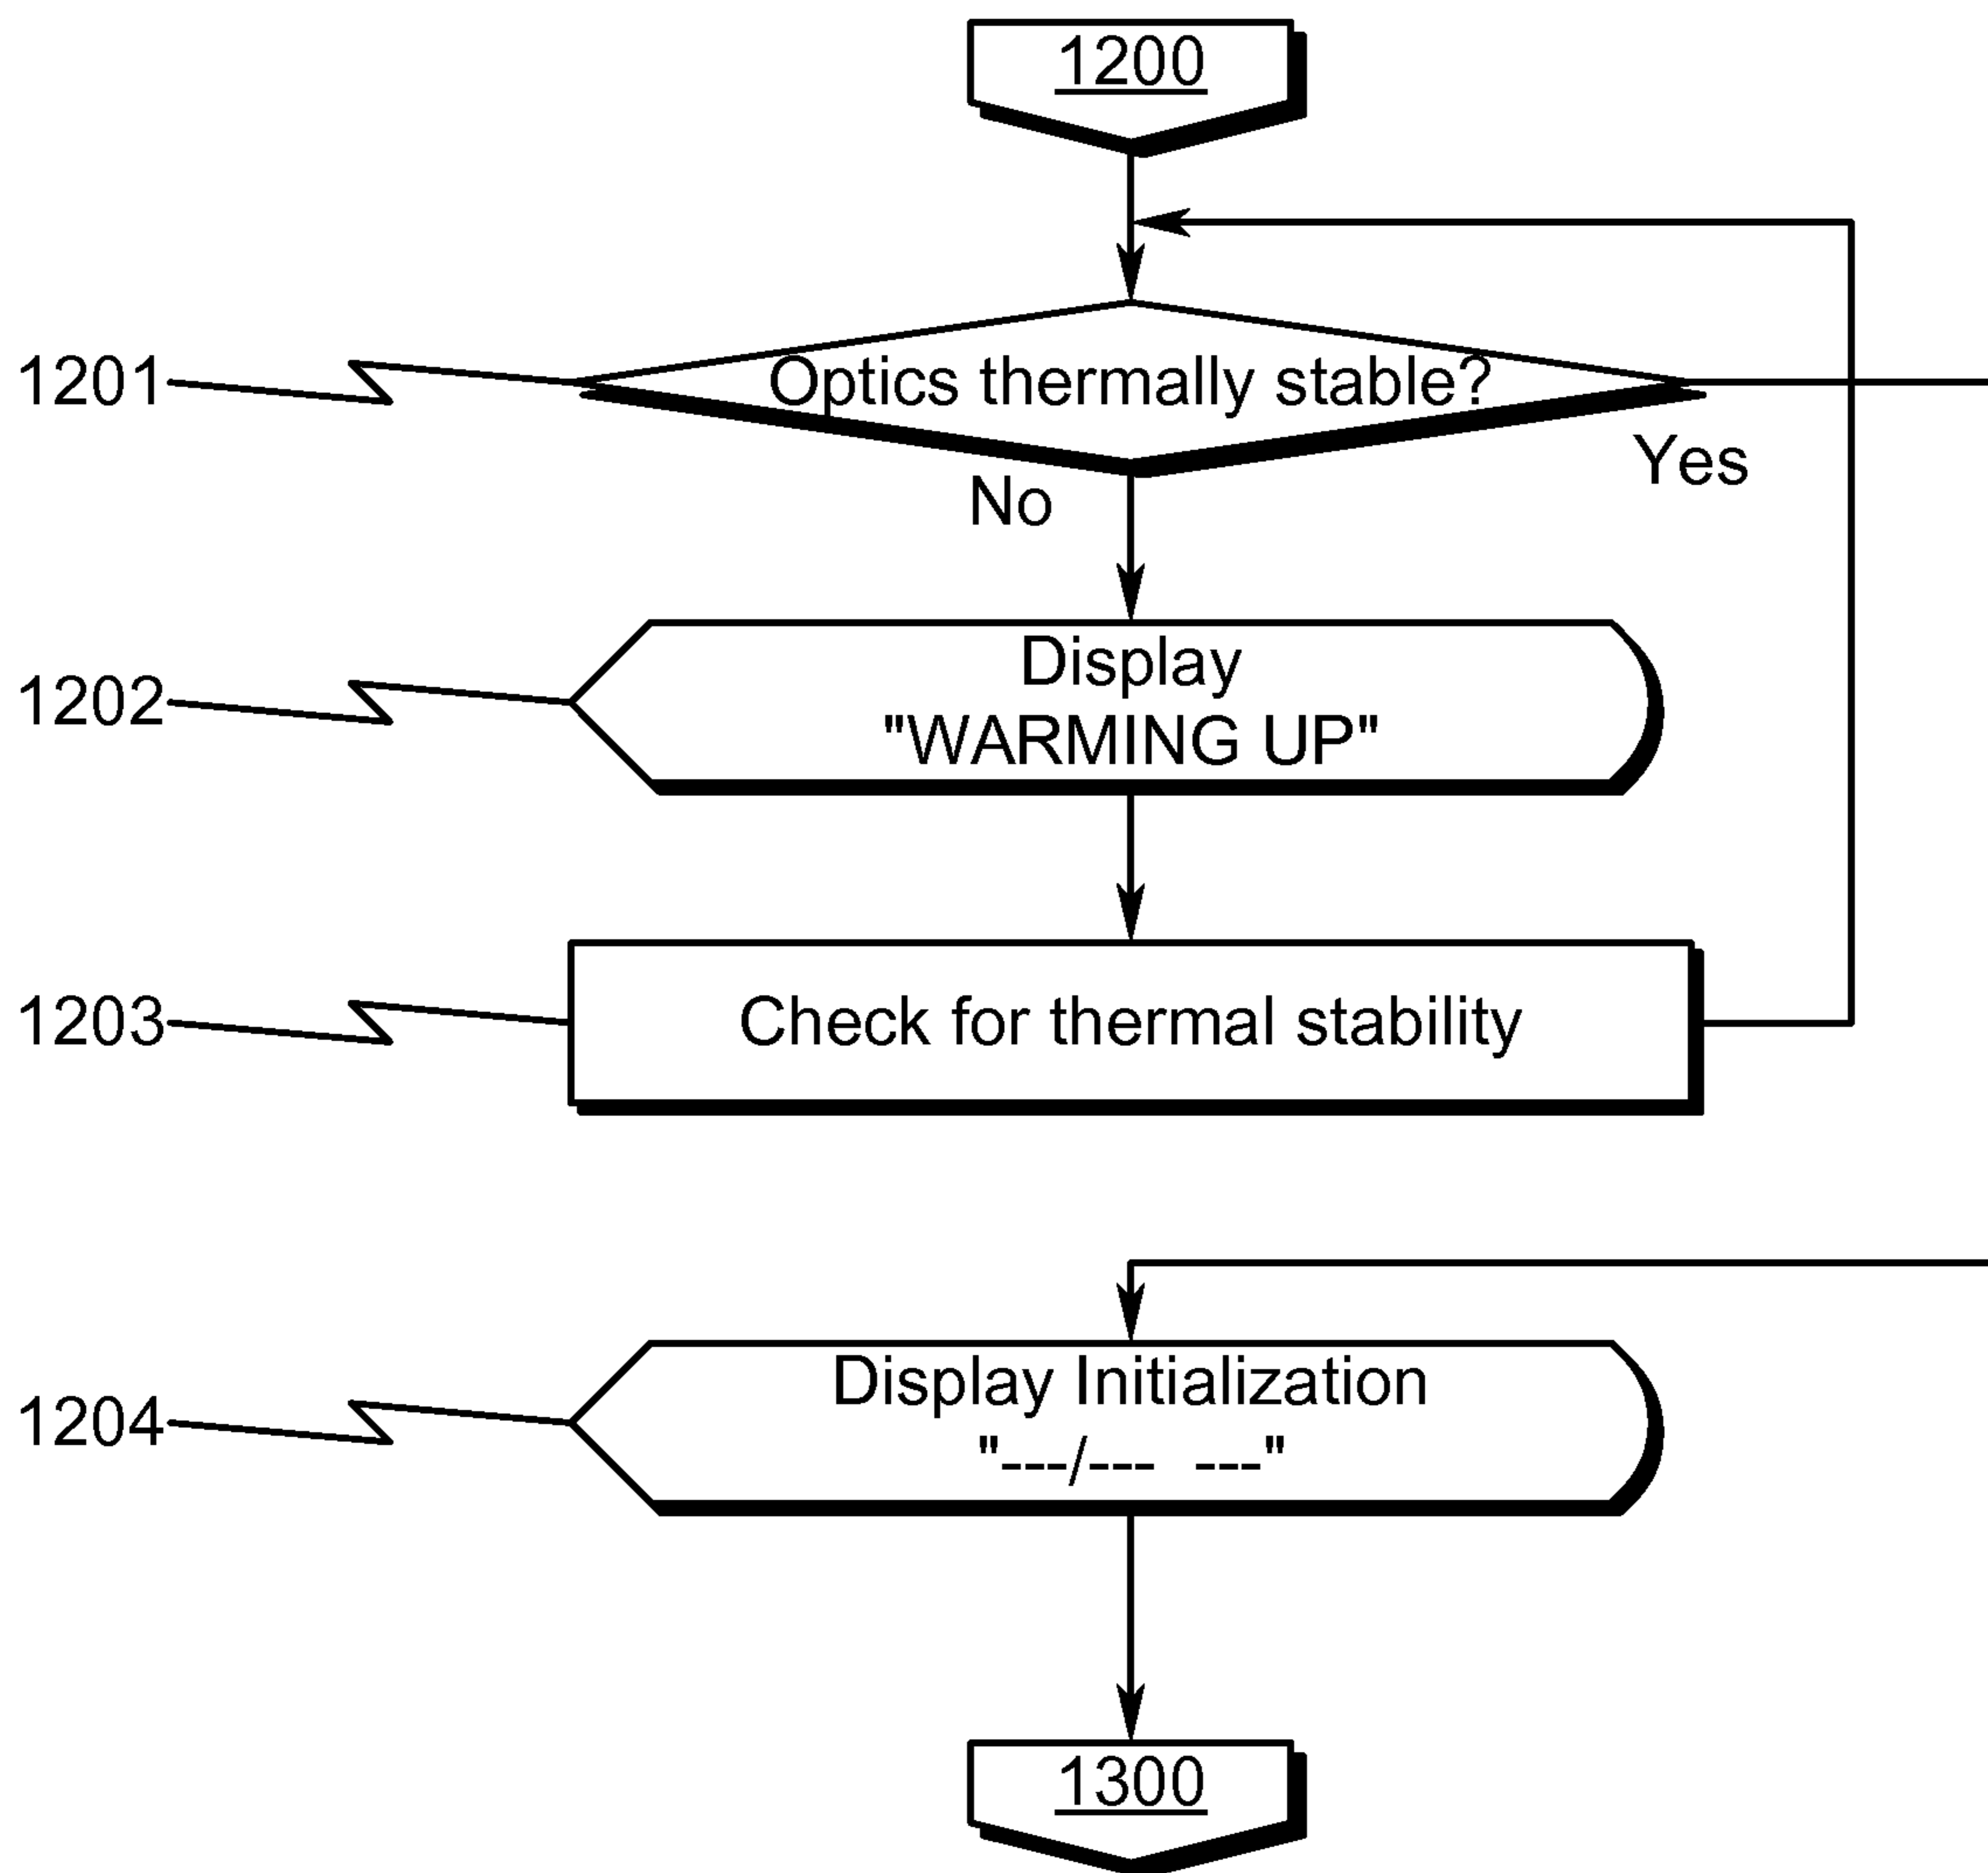 1200
1201
Optics thermally stable?
Yes
No
1202
Display
"WARMING UP"
1203
Check for thermal stability
1204
Display Initialization
"---/---  ---"
1300